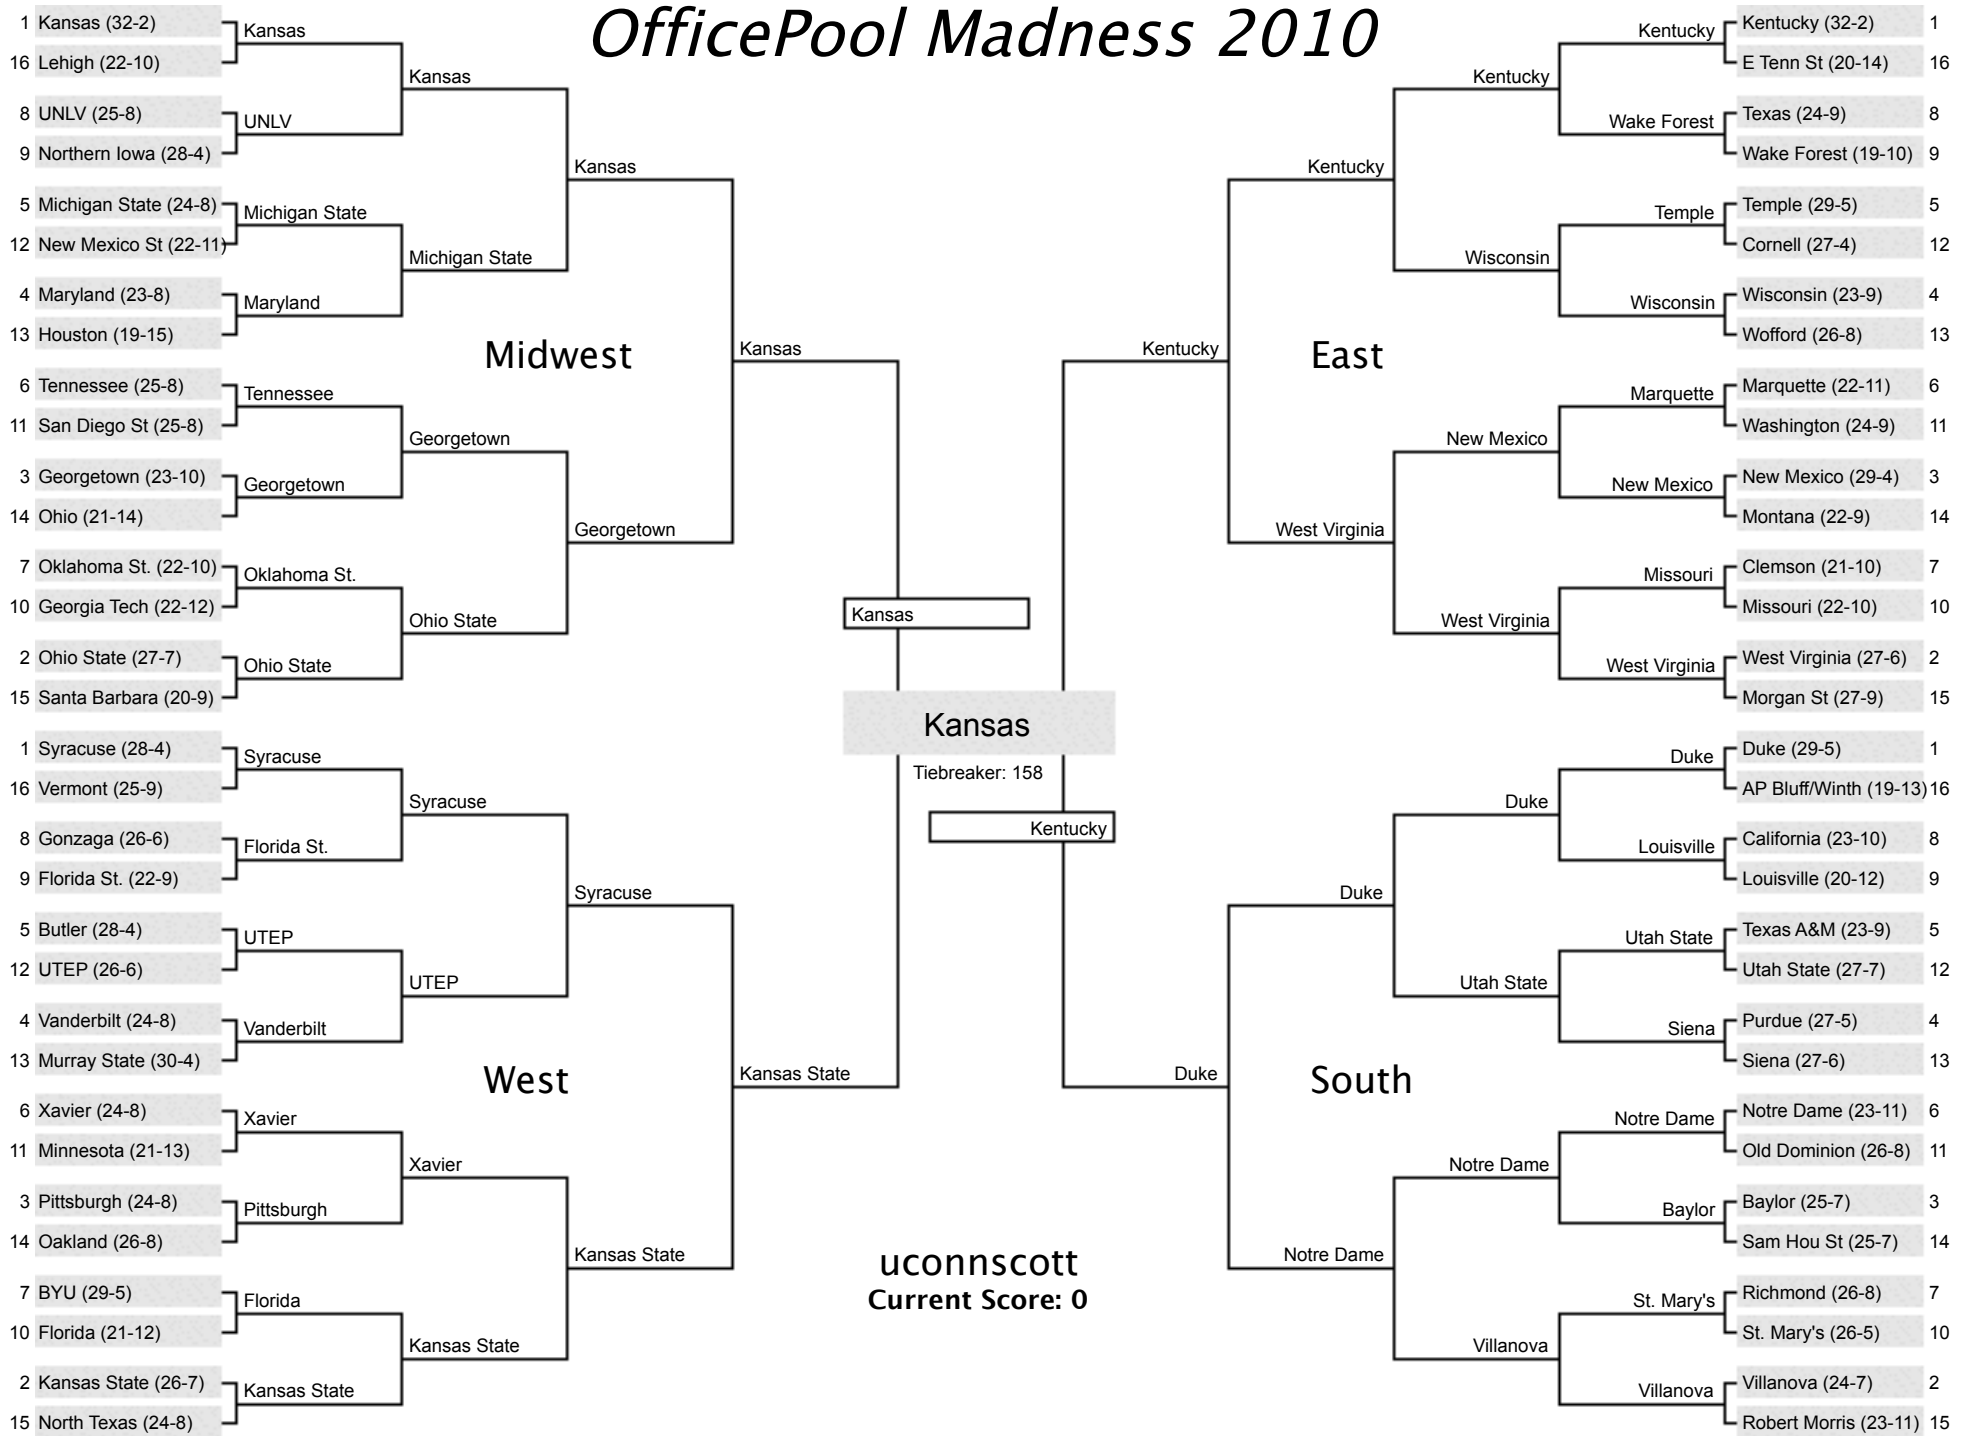 OfficePool Madness 2010
1 Kansas (32-2)
16 Lehigh (22-10)
8 UNLV (25-8)
9 Northern Iowa (28-4)
5 Michigan State (24-8)
12 New Mexico St (22-11)
4 Maryland (23-8)
13 Houston (19-15)
6 Tennessee (25-8)
11 San Diego St (25-8)
3 Georgetown (23-10)
14 Ohio (21-14)
7 Oklahoma St. (22-10)
10 Georgia Tech (22-12)
2 Ohio State (27-7)
15 Santa Barbara (20-9)
Kansas
UNLV
Michigan State
Maryland
Tennessee
Georgetown
Oklahoma St.
Ohio State
Kansas
Michigan State
Georgetown
Ohio State
Kansas
Georgetown
Kansas
Midwest
1 Syracuse (28-4)
16 Vermont (25-9)
8 Gonzaga (26-6)
9 Florida St. (22-9)
5 Butler (28-4)
12 UTEP (26-6)
4 Vanderbilt (24-8)
13 Murray State (30-4)
6 Xavier (24-8)
11 Minnesota (21-13)
3 Pittsburgh (24-8)
14 Oakland (26-8)
7 BYU (29-5)
10 Florida (21-12)
2 Kansas State (26-7)
15 North Texas (24-8)
Syracuse
Florida St.
UTEP
Vanderbilt
Xavier
Pittsburgh
Florida
Kansas State
Syracuse
UTEP
Xavier
Kansas State
Syracuse
Kansas State
Kansas State
West
Kansas
Kansas
Tiebreaker: 158
Kentucky
uconnscott
Current Score: 0
Kentucky (32-2) 1
E Tenn St (20-14) 16
Texas (24-9) 8
Wake Forest (19-10) 9
Temple (29-5) 5
Cornell (27-4) 12
Wisconsin (23-9) 4
Wofford (26-8) 13
Marquette (22-11) 6
Washington (24-9) 11
New Mexico (29-4) 3
Montana (22-9) 14
Clemson (21-10) 7
Missouri (22-10) 10
West Virginia (27-6) 2
Morgan St (27-9) 15
Kentucky
Wake Forest
Temple
Wisconsin
Marquette
New Mexico
Missouri
West Virginia
Kentucky
Wisconsin
New Mexico
West Virginia
Kentucky
West Virginia
Kentucky
East
Duke (29-5) 1
AP Bluff/Winth (19-13) 16
California (23-10) 8
Louisville (20-12) 9
Texas A&M (23-9) 5
Utah State (27-7) 12
Purdue (27-5) 4
Siena (27-6) 13
Notre Dame (23-11) 6
Old Dominion (26-8) 11
Baylor (25-7) 3
Sam Hou St (25-7) 14
Richmond (26-8) 7
St. Mary's (26-5) 10
Villanova (24-7) 2
Robert Morris (23-11) 15
Duke
Louisville
Utah State
Siena
Notre Dame
Baylor
St. Mary's
Villanova
Duke
Utah State
Notre Dame
Villanova
Duke
Notre Dame
Duke
South